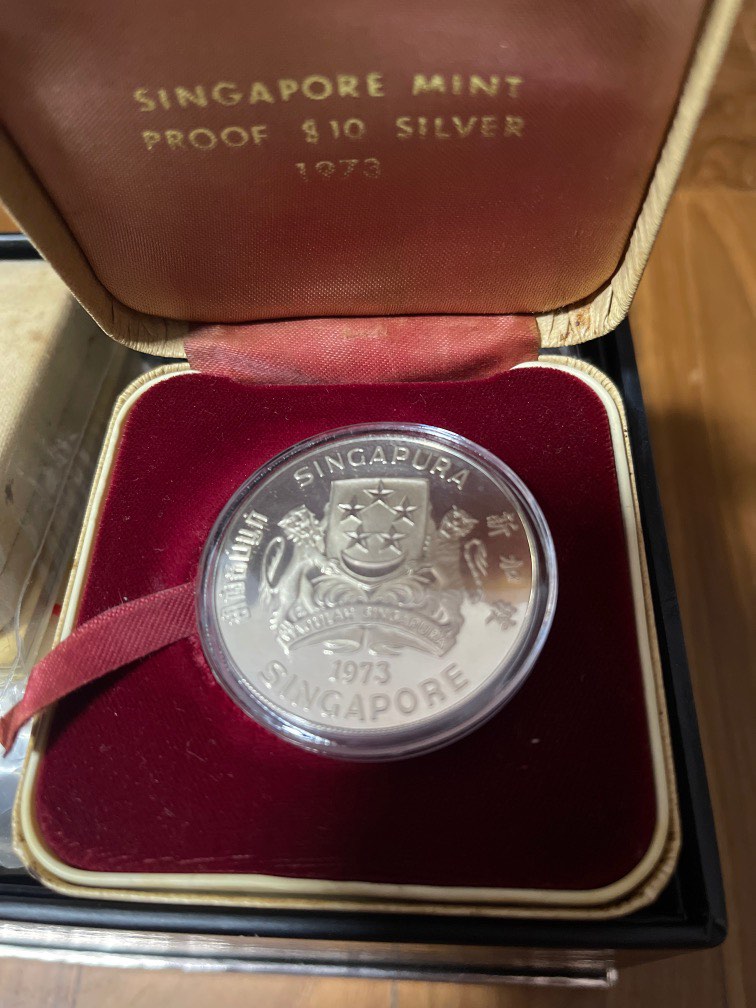 SINGAPORE MINT
PROOF $10 SILVER
1973
SINGAPURA
சிங்கப்பூர்
新加坡
MAJULAH SINGAPURA
1973
SINGAPORE